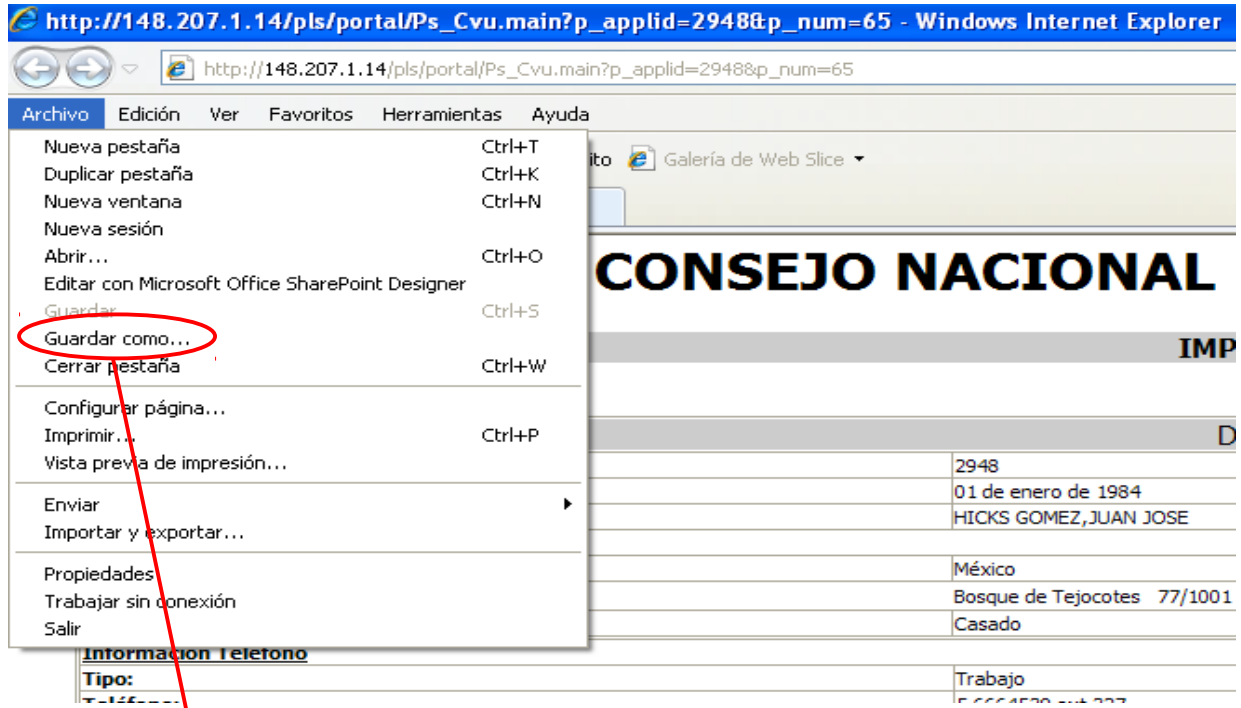 http://148.207.1.14/pls/portal/Ps_Cvu.main?p_applid=2948&p_num=65 - Windows Internet Explorer
http://148.207.1.14/pls/portal/Ps_Cvu.main?p_applid=2948&p_num=65
Archivo Edición Ver Favoritos Herramientas Ayuda
Nueva pestaña Ctrl+T
ito Galería de Web Slice
Duplicar pestaña Ctrl+K
Nueva ventana Ctrl+N
Nueva sesión
Abrir... Ctrl+O
CONSEJO NACIONAL
Editar con Microsoft Office SharePoint Designer
Guardar Ctrl+S
Guardar como...
IMP
Cerrar pestaña Ctrl+W
Configurar página...
Imprimir... Ctrl+P
D
Vista previa de impresión...
2948
Enviar
01 de enero de 1984
Importar y exportar...
HICKS GOMEZ,JUAN JOSE
Propiedades
México
Trabajar sin conexión
Bosque de Tejocotes 77/1001
Salir
Casado
Información Teléfono
Tipo: Trabajo
Teléfono: